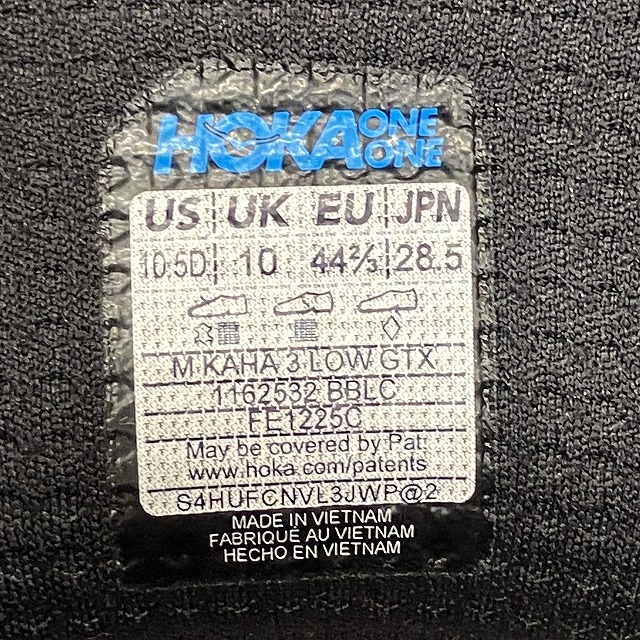 HOKA ONE ONE
US UK EU JPN
10.5D 10 44⅔ 28.5
M KAHA 3 LOW GTX
1162532 BBLC
FE1225C
May be covered by Pat:
www.hoka.com/patents
S4HUFCNVL3JWP@2
MADE IN VIETNAM
FABRIQUÉ AU VIETNAM
HECHO EN VIETNAM